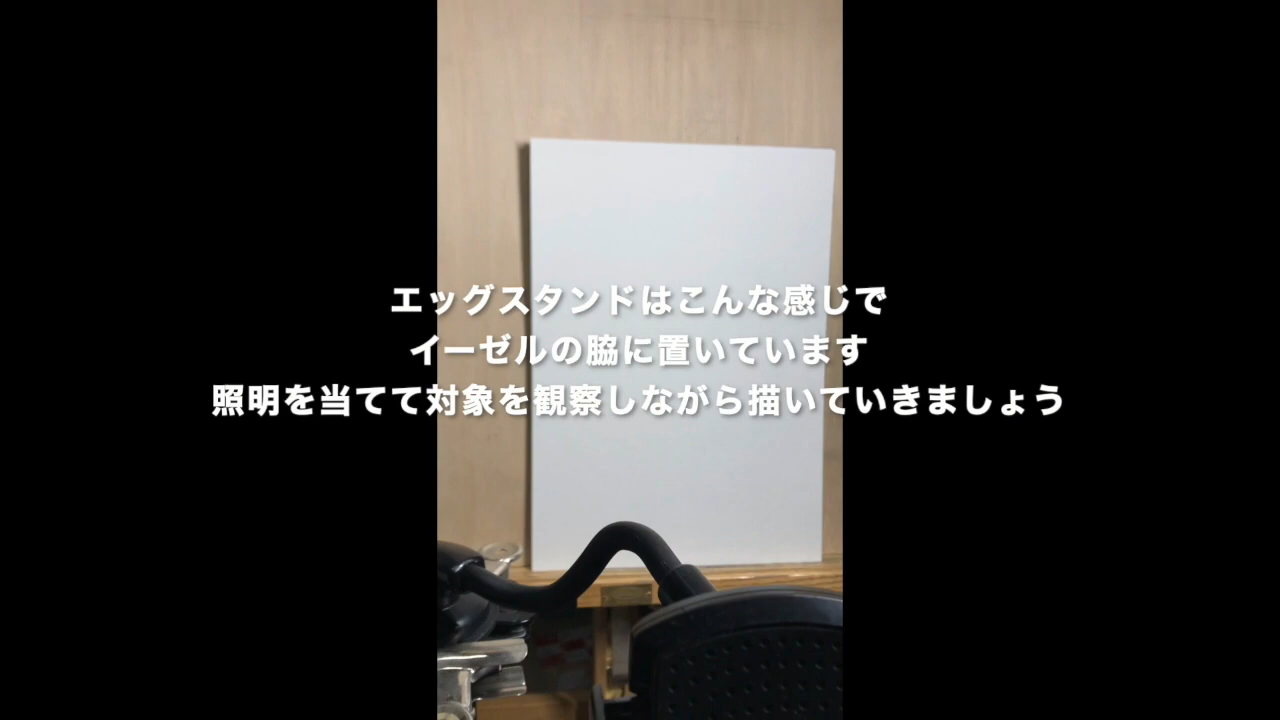 エッグスタンドはこんな感じで
イーゼルの脇に置いています
照明を当てて対象を観察しながら描いていきましょう